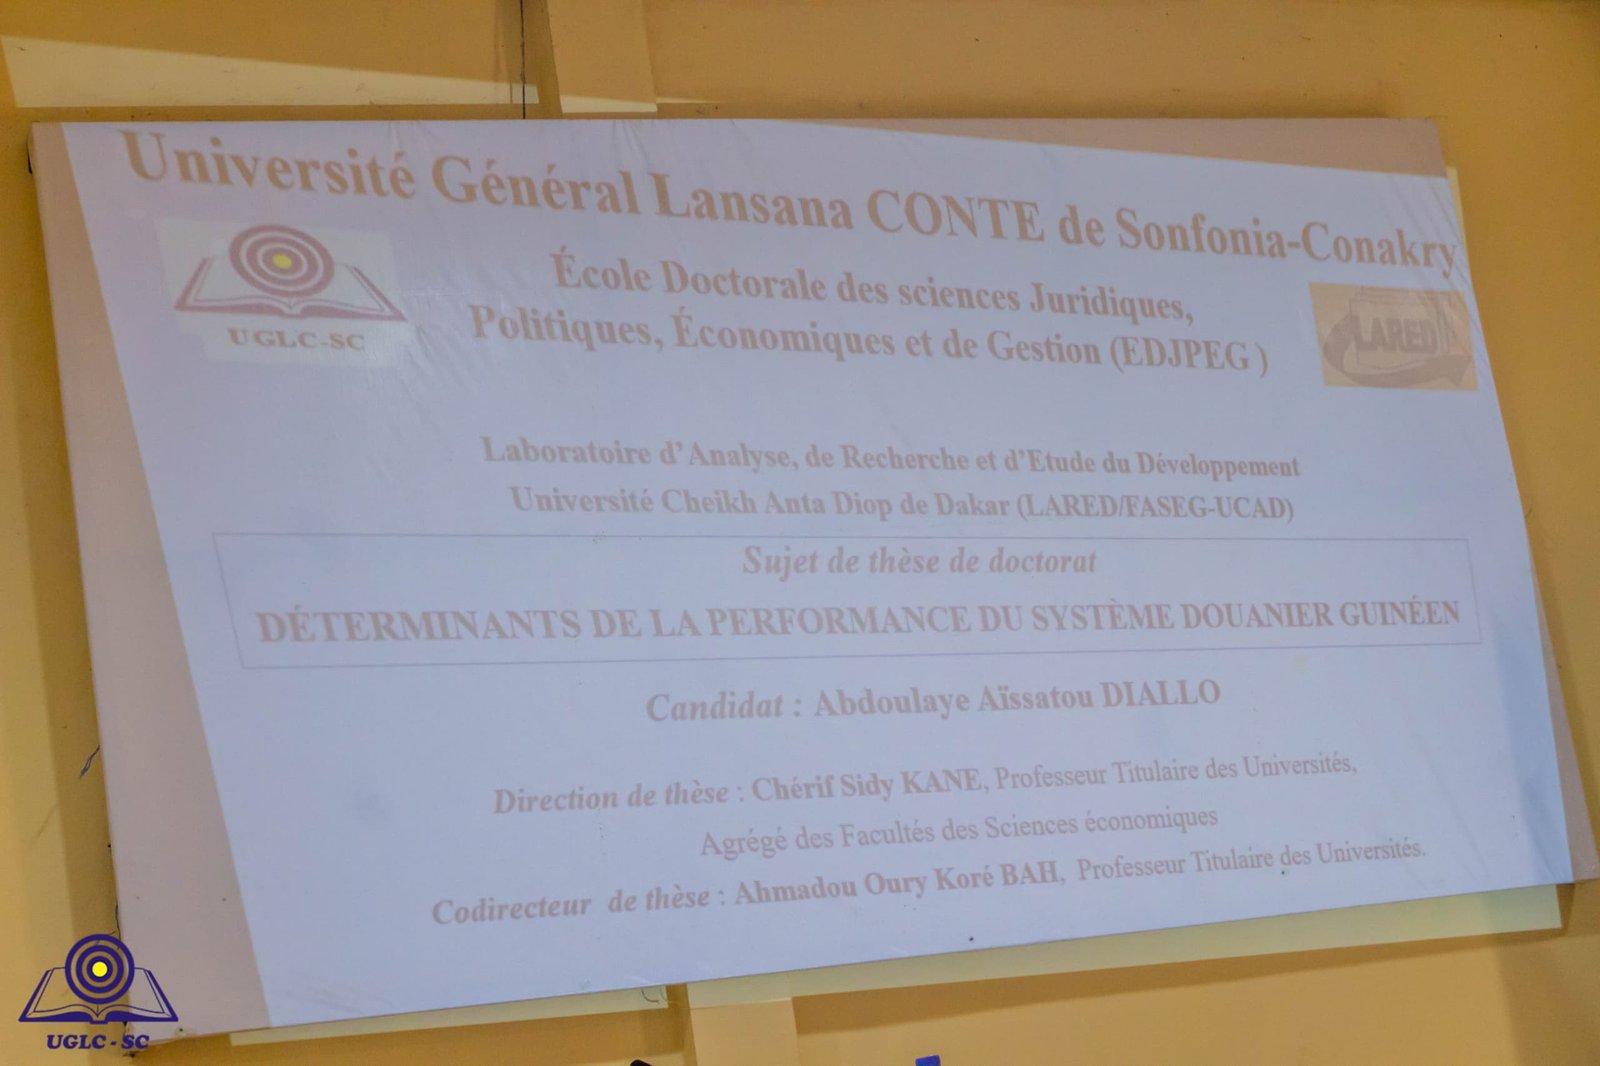 Université Général Lansana CONTE de Sonfonia-Conakry
UGLC-SC
École Doctorale des sciences Juridiques,
Politiques, Économiques et de Gestion (EDJPEG )
LARED
Laboratoire d’Analyse, de Recherche et d’Etude du Développement
Université Cheikh Anta Diop de Dakar (LARED/FASEG-UCAD)
Sujet de thèse de doctorat
DÉTERMINANTS DE LA PERFORMANCE DU SYSTÈME DOUANIER GUINÉEN
Candidat : Abdoulaye Aïssatou DIALLO
Direction de thèse : Chérif Sidy KANE, Professeur Titulaire des Universités,
Agrégé des Facultés des Sciences économiques
Codirecteur de thèse : Ahmadou Oury Koré BAH, Professeur Titulaire des Universités.
UGLC - SC